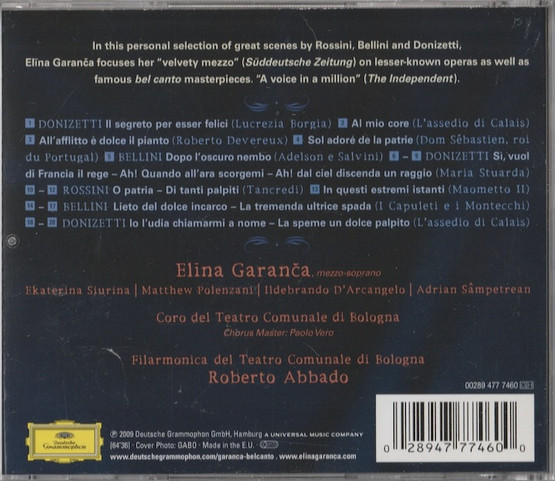 In this personal selection of great scenes by Rossini, Bellini and Donizetti,
Elīna Garanča focuses her "velvety mezzo" (Süddeutsche Zeitung) on lesser-known operas as well as
famous bel canto masterpieces. "A voice in a million" (The Independent).
1 DONIZETTI Il segreto per esser felici (Lucrezia Borgia) 2 Al mio core (L'assedio di Calais)
3 All'afflitto è dolce il pianto (Roberto Devereux) 4 Sol adoré de la patrie (Dom Sébastien, roi
du Portugal) 5 BELLINI Dopo l'oscuro nembo (Adelson e Salvini) 6 – 9 DONIZETTI Sì, vuol
di Francia il rege – Ah! Quando all'ara scorgemi – Ah! dal ciel discenda un raggio (Maria Stuarda)
10 – 12 ROSSINI O patria – Di tanti palpiti (Tancredi) 13 In questi estremi istanti (Maometto II)
14 – 17 BELLINI Lieto del dolce incarco – La tremenda ultrice spada (I Capuleti e i Montecchi)
18 – 20 DONIZETTI Io l'udia chiamarmi a nome – La speme un dolce palpito (L'assedio di Calais)
Elīna Garanča, mezzo-soprano
Ekaterina Siurina | Matthew Polenzani | Ildebrando D'Arcangelo | Adrian Sâmpetrean
Coro del Teatro Comunale di Bologna
Chorus Master: Paolo Vero
Filarmonica del Teatro Comunale di Bologna
Roberto Abbado
00289 477 7460 GH
Deutsche
Grammophon
℗ 2009 Deutsche Grammophon GmbH, Hamburg A UNIVERSAL MUSIC COMPANY
(64'36) · Cover Photo: GABO · Made in the E.U.
www.deutschegrammophon.com/garanca-belcanto . www.elinagaranca.com
0 28947 77460 0